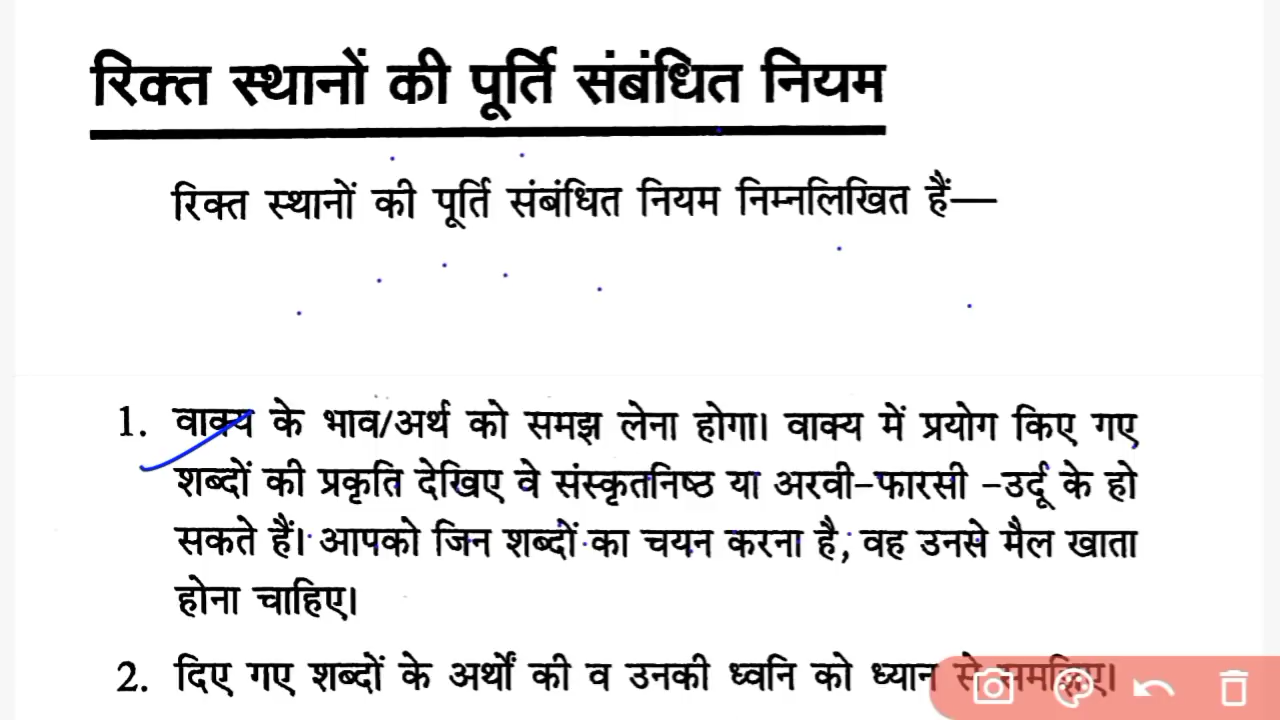 रिक्त स्थानों की पूर्ति संबंधित नियम
रिक्त स्थानों की पूर्ति संबंधित नियम निम्नलिखित हैं—
1. वाक्य के भाव/अर्थ को समझ लेना होगा। वाक्य में प्रयोग किए गए
शब्दों की प्रकृति देखिए वे संस्कृतनिष्ठ या अरवी-फारसी -उर्दू के हो
सकते हैं। आपको जिन शब्दों का चयन करना है, वह उनसे मैल खाता
होना चाहिए।
2. दिए गए शब्दों के अर्थों की व उनकी ध्वनि को ध्यान से समझिए।